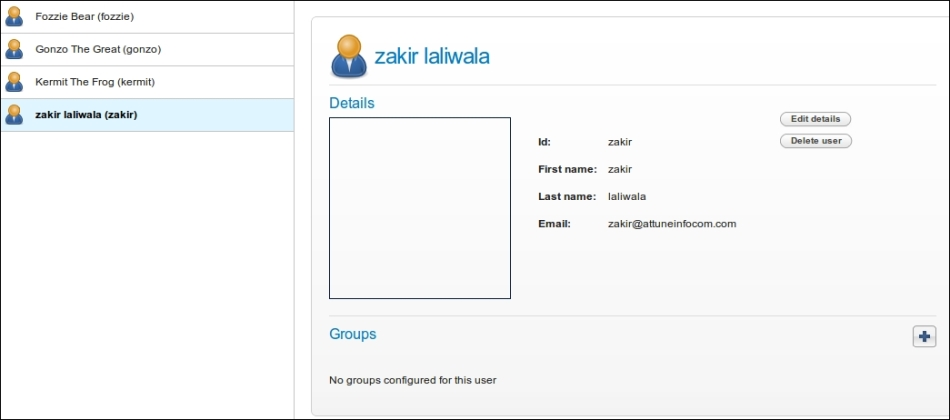 Fozzie Bear (fozzie)
Gonzo The Great (gonzo)
Kermit The Frog (kermit)
zakir laliwala (zakir)
zakir laliwala
Details
Edit details
Delete user
Id: zakir
First name: zakir
Last name: laliwala
Email: zakir@attuneinfocom.com
Groups
No groups configured for this user